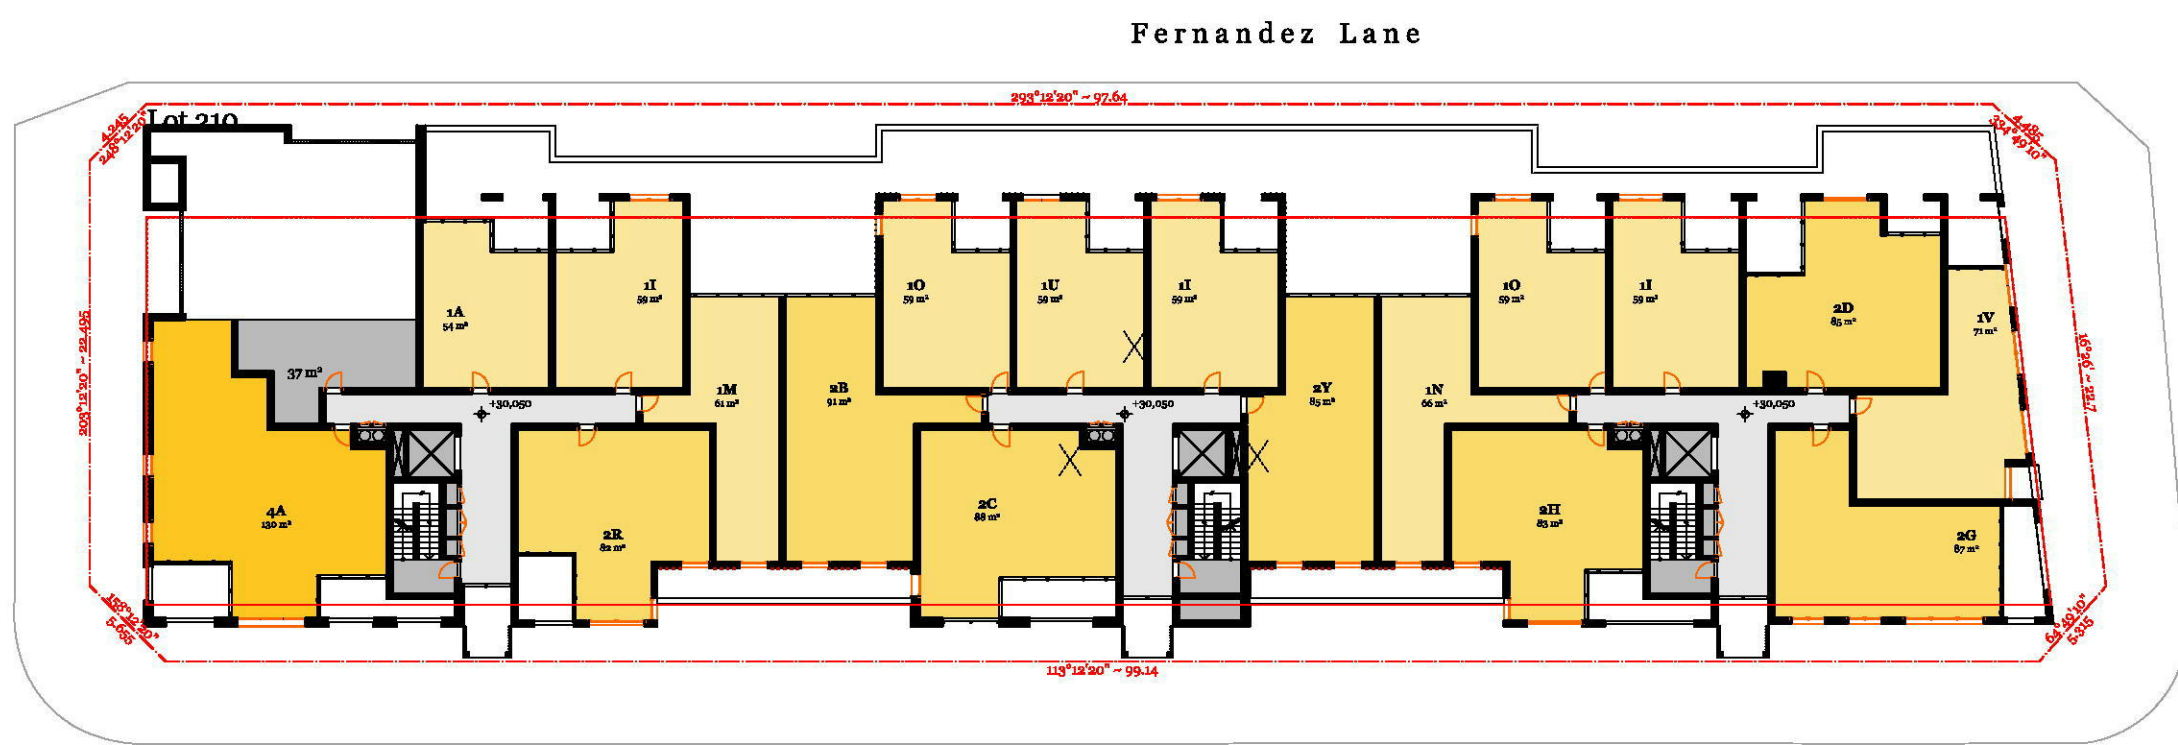 Fernandez Lane
293°12'20" ~ 97.64
Lot 210
4.245
248°12'20"
4.485
334°49'10"
203°12'20" ~ 22.495
16°26' ~ 22.7
1A
54 m²
1I
59 m²
1O
59 m²
1U
59 m²
1I
59 m²
1O
59 m²
1I
59 m²
2D
85 m²
1V
71 m²
37 m²
1M
61 m²
2B
91 m²
2Y
85 m²
1N
66 m²
+30,050
+30,050
+30,050
4A
130 m²
2R
82 m²
2C
88 m²
2H
83 m²
2G
87 m²
158°12'20"
5.655
64°49'10"
5.315
113°12'20" ~ 99.14